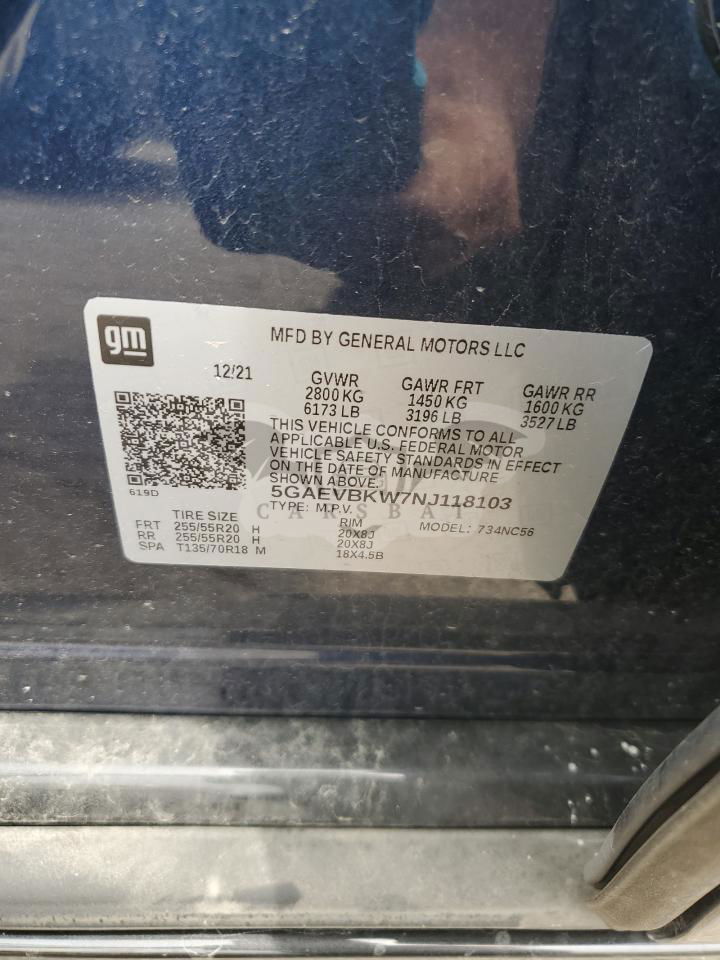 gm
MFD BY GENERAL MOTORS LLC
12/21
GVWR GAWR FRT GAWR RR
2800 KG 1450 KG 1600 KG
6173 LB 3196 LB 3527 LB
THIS VEHICLE CONFORMS TO ALL
APPLICABLE U.S. FEDERAL MOTOR
VEHICLE SAFETY STANDARDS IN EFFECT
ON THE DATE OF MANUFACTURE
SHOWN ABOVE.
619D
5GAEVBKW7NJ118103
TYPE: M.P.V. MODEL: 734NC56
CARSBAT
TIRE SIZE RIM
FRT 255/55R20 H 20X8J
RR 255/55R20 H 20X8J
SPA T135/70R18 M 18X4.5B